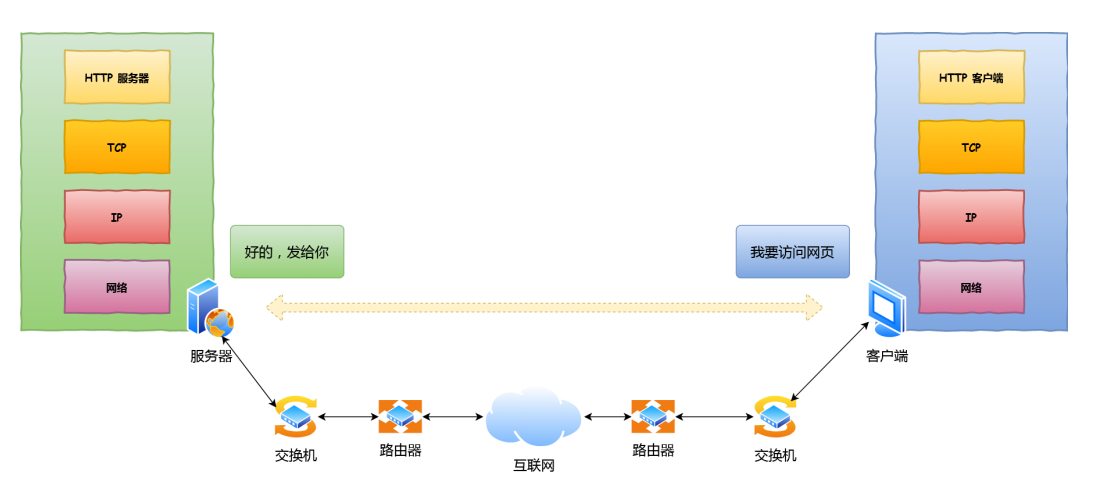 HTTP 服务器
TCP
IP
网络
好的，发给你
服务器
HTTP 客户端
TCP
IP
网络
我要访问网页
客户端
交换机
路由器
互联网
路由器
交换机